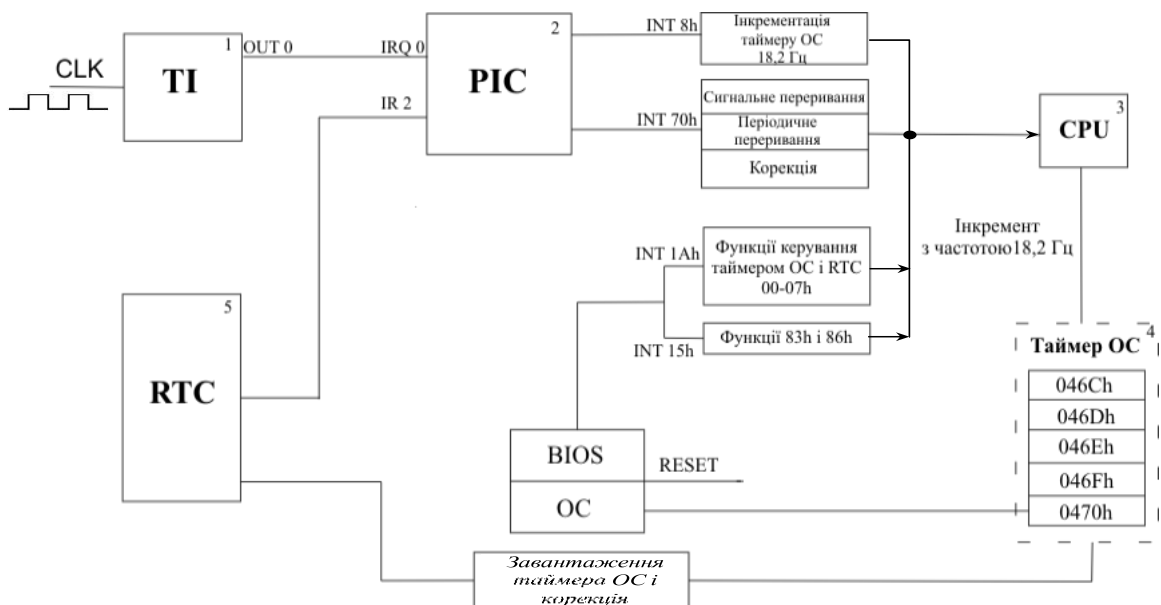 CLK
1
TI
OUT 0
IRQ 0
IR 2
2
PIC
INT 8h
Інкрементація
таймеру ОС
18,2 Гц
INT 70h
Сигнальне переривання
Періодичне
переривання
Корекція
3
CPU
Інкремент
з частотою18,2 Гц
INT 1Ah
Функції керування
таймером ОС і RTC
00-07h
INT 15h
Функції 83h і 86h
5
RTC
BIOS
ОС
RESET
4
Таймер ОС
046Ch
046Dh
046Eh
046Fh
0470h
Завантаження
таймера ОС і
корекція